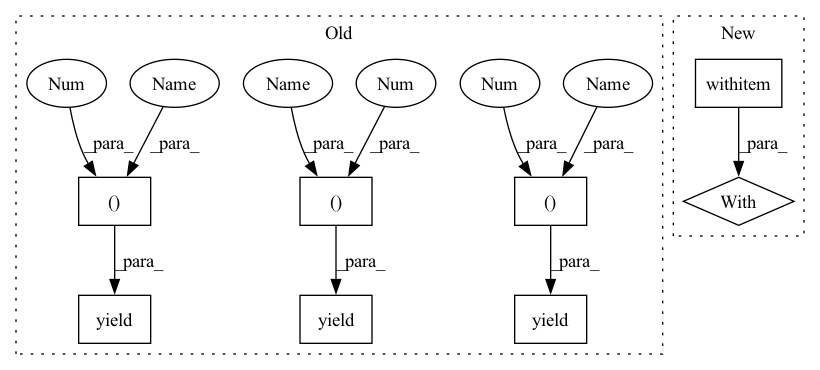 Old
New
Num
Name
Name
Num
Num
Name
withitem
_para_
_para_
_para_
_para_
_para_
_para_
_para_
()
()
()
With
_para_
_para_
_para_
yield
yield
yield